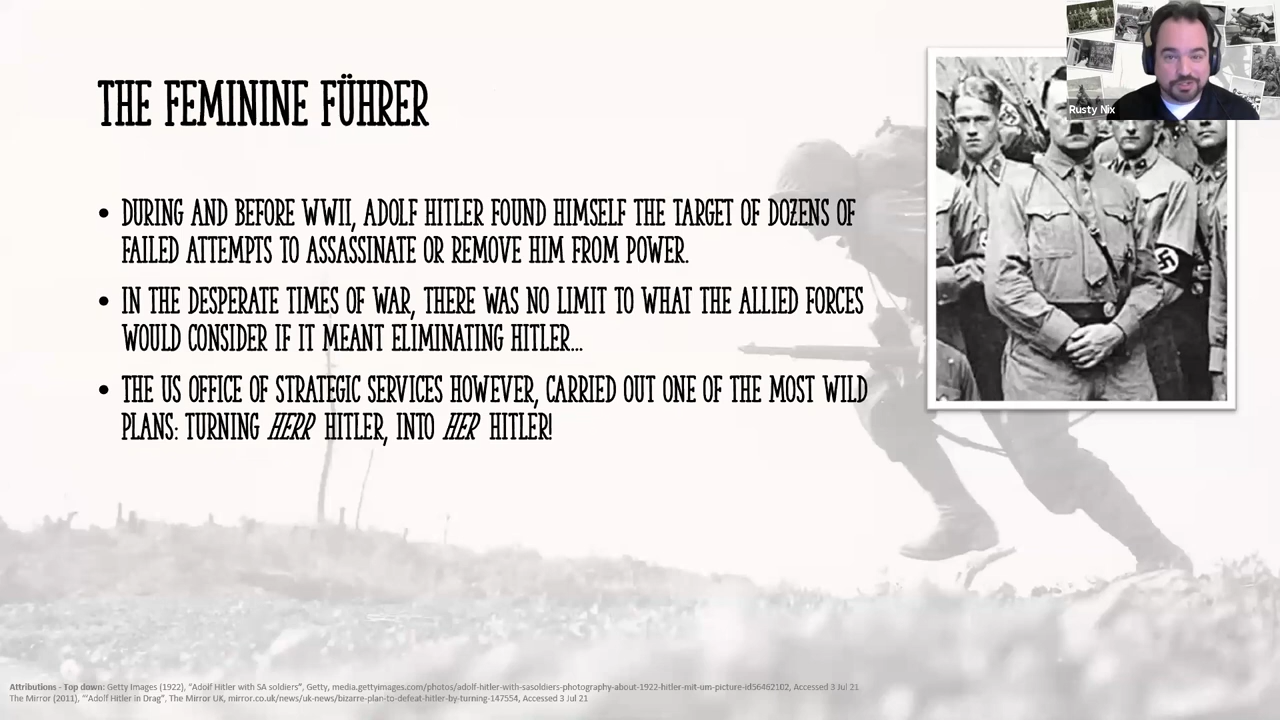 THE FEMININE FÜHRER
• DURING AND BEFORE WWII, ADOLF HITLER FOUND HIMSELF THE TARGET OF DOZENS OF
FAILED ATTEMPTS TO ASSASSINATE OR REMOVE HIM FROM POWER.
• IN THE DESPERATE TIMES OF WAR, THERE WAS NO LIMIT TO WHAT THE ALLIED FORCES
WOULD CONSIDER IF IT MEANT ELIMINATING HITLER...
• THE US OFFICE OF STRATEGIC SERVICES HOWEVER, CARRIED OUT ONE OF THE MOST WILD
PLANS: TURNING HERR HITLER, INTO HER HITLER!
Rusty Nix
Attributions - Top down: Getty Images (1922), "Adolf Hitler with SA soldiers", Getty, media.gettyimages.com/photos/adolf-hitler-with-sasoldiers-photography-about-1922-hitler-mit-um-picture-id56462102, Accessed 3 Jul 21
The Mirror (2011), "'Adolf Hitler in Drag", The Mirror UK, mirror.co.uk/news/uk-news/bizarre-plan-to-defeat-hitler-by-turning-147554, Accessed 3 Jul 21